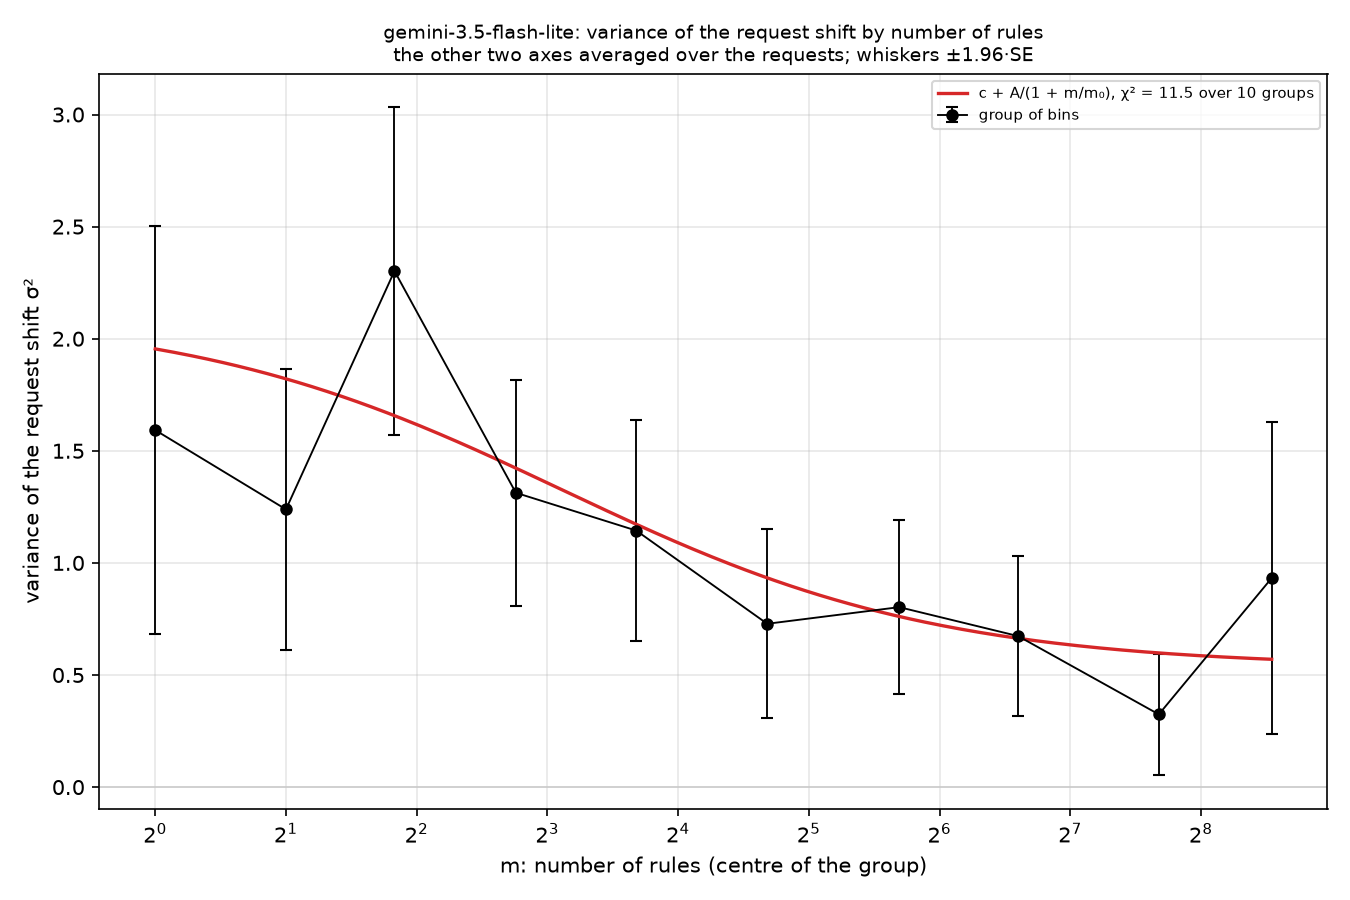 gemini-3.5-flash-lite: variance of the request shift by number of rules
the other two axes averaged over the requests; whiskers ±1.96·SE
c + A/(1 + m/m₀), χ² = 11.5 over 10 groups
group of bins
variance of the request shift σ²
3.0
2.5
2.0
1.5
1.0
0.5
0.0
2⁰ 2¹ 2² 2³ 2⁴ 2⁵ 2⁶ 2⁷ 2⁸
m: number of rules (centre of the group)